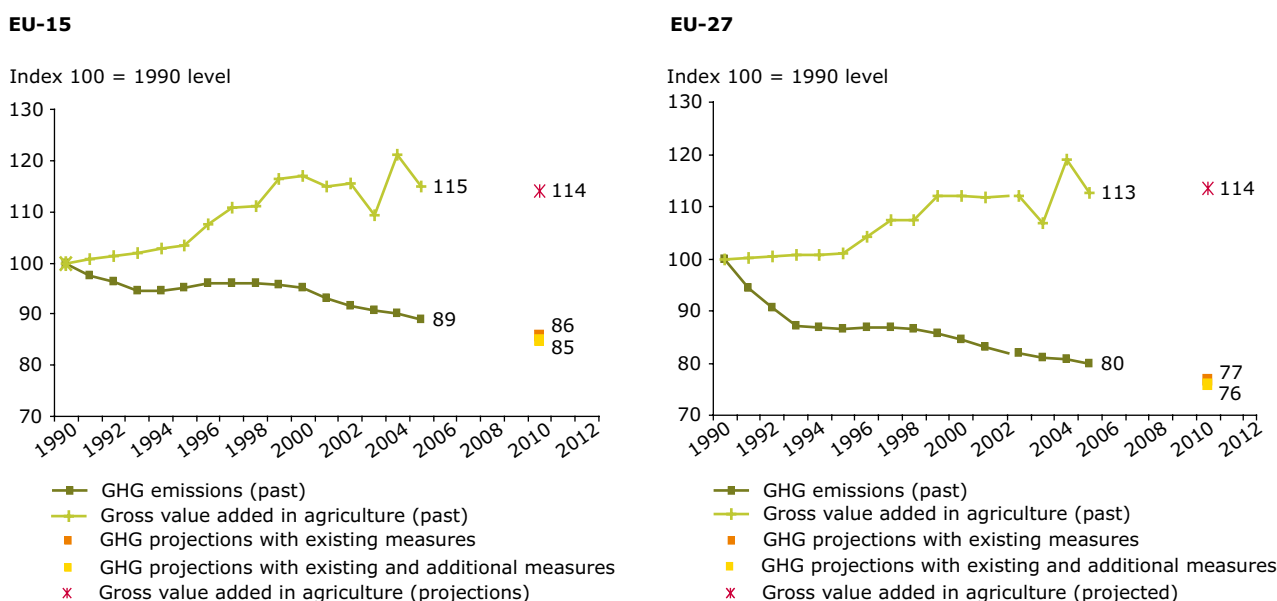 EU-15
Index 100 = 1990 level
130
120
110
100
90
80
70
115
114
89
86
85
1990 1992 1994 1996 1998 2000 2002 2004 2006 2008 2010 2012
GHG emissions (past)
Gross value added in agriculture (past)
GHG projections with existing measures
GHG projections with existing and additional measures
Gross value added in agriculture (projections)
EU-27
Index 100 = 1990 level
130
120
110
100
90
80
70
113
114
80
77
76
1990 1992 1994 1996 1998 2000 2002 2004 2006 2008 2010 2012
GHG emissions (past)
Gross value added in agriculture (past)
GHG projections with existing measures
GHG projections with existing and additional measures
Gross value added in agriculture (projected)